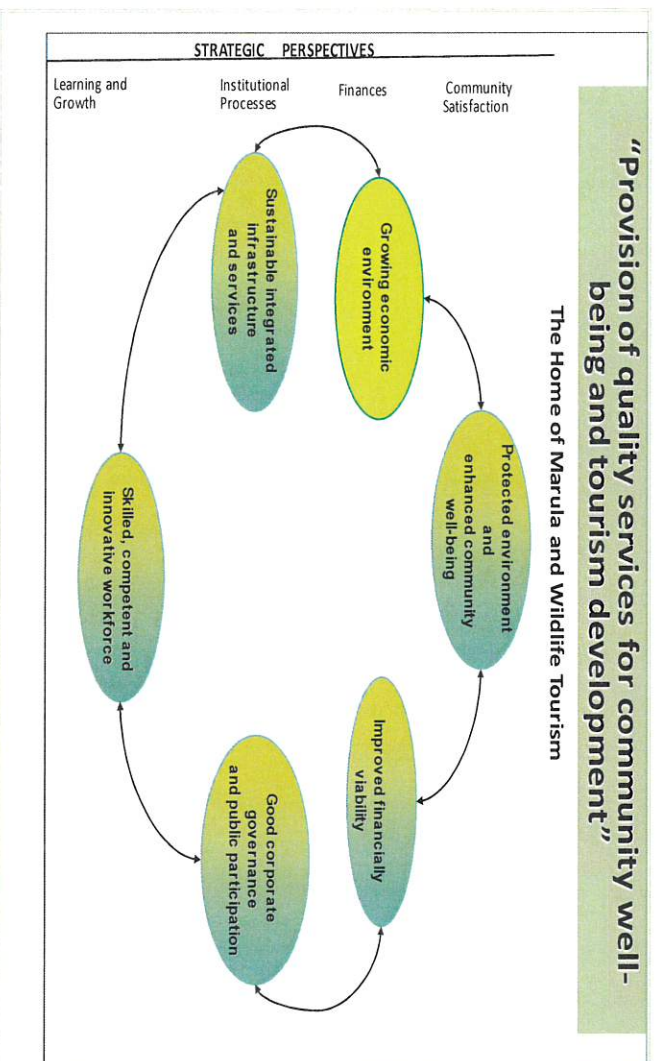 “Provision of quality services for community well-
being and tourism development”
The Home of Marula and Wildlife Tourism
STRATEGIC PERSPECTIVES
Community
Satisfaction
Protected environment
and
enhanced community
well-being
Finances
Growing economic
environment
Improved financially
viability
Institutional
Processes
Sustainable integrated
infrastructure
and services
Good corporate
governance
and public participation
Learning and
Growth
Skilled, competent and
innovative workforce